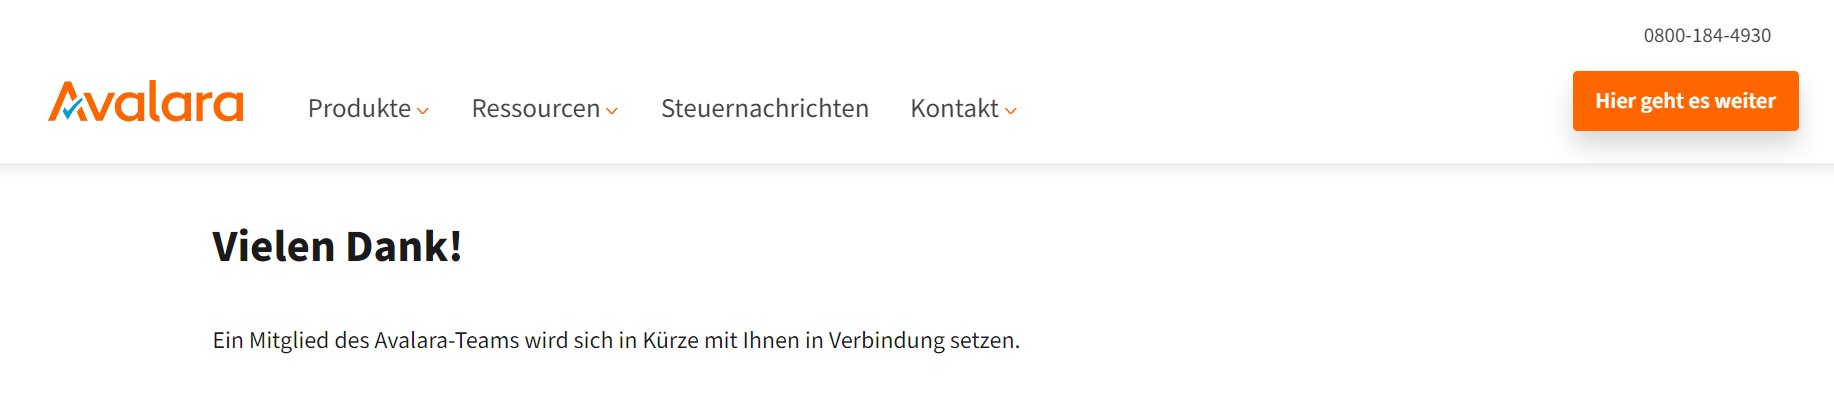 0800-184-4930
Avalara
Produkte
Ressourcen
Steuernachrichten
Kontakt
Hier geht es weiter
Vielen Dank!
Ein Mitglied des Avalara-Teams wird sich in Kürze mit Ihnen in Verbindung setzen.